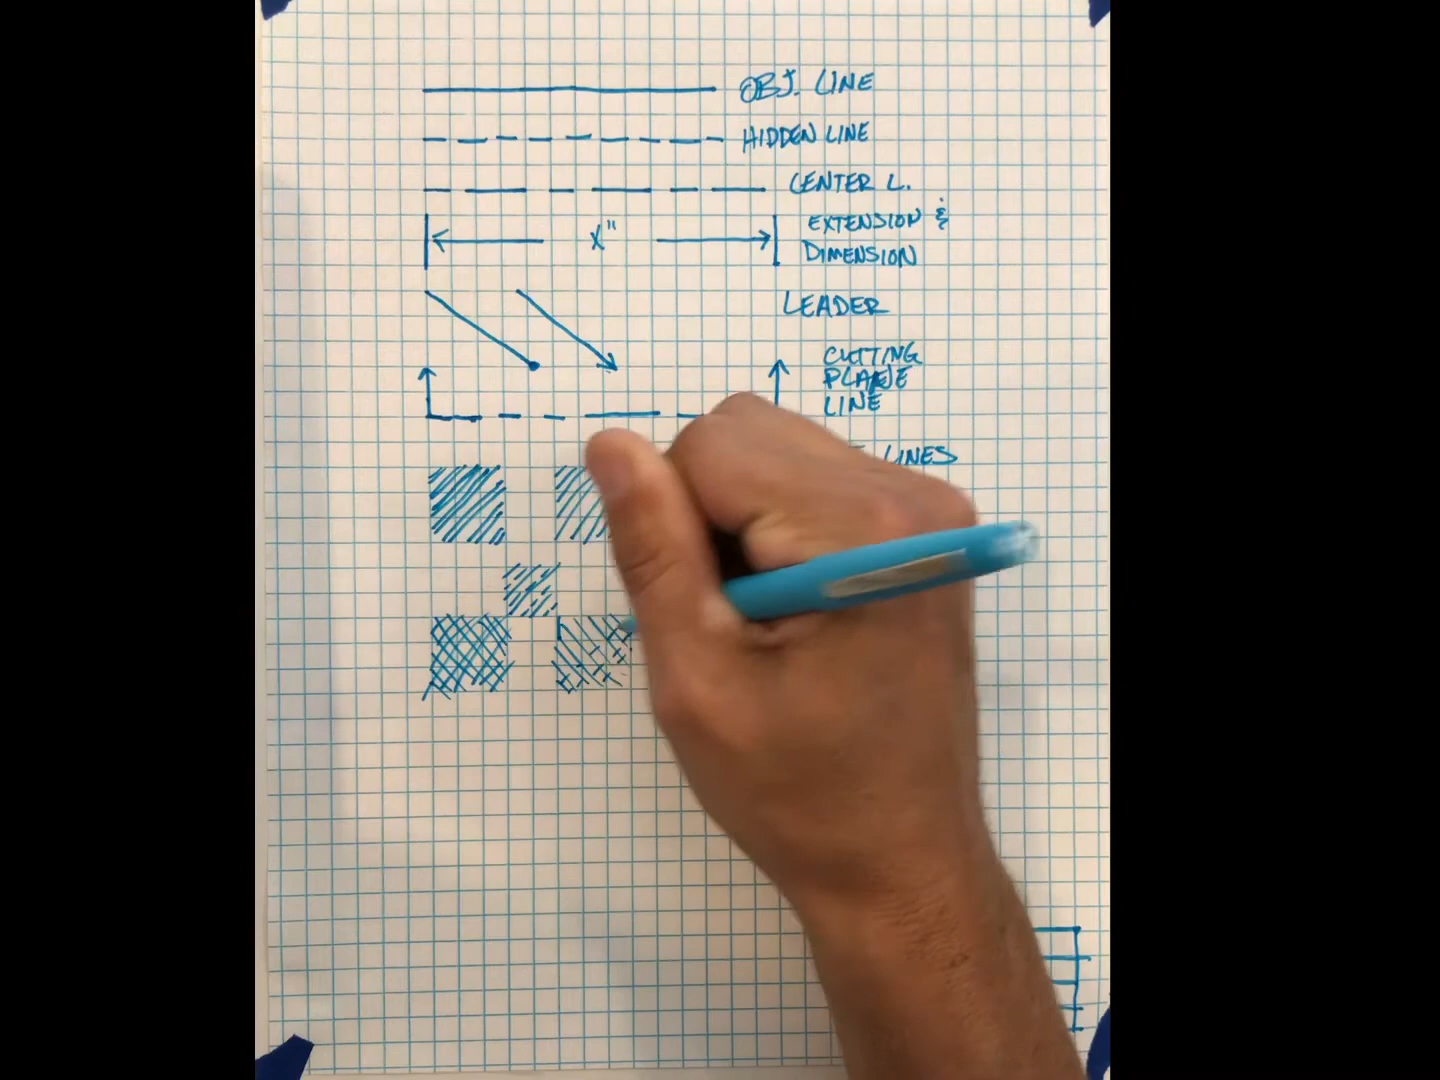 OBJ. LINE
HIDDEN LINE
CENTER L.
X"
EXTENSION &
DIMENSION
LEADER
CUTTING
PLANE
LINE
LINES